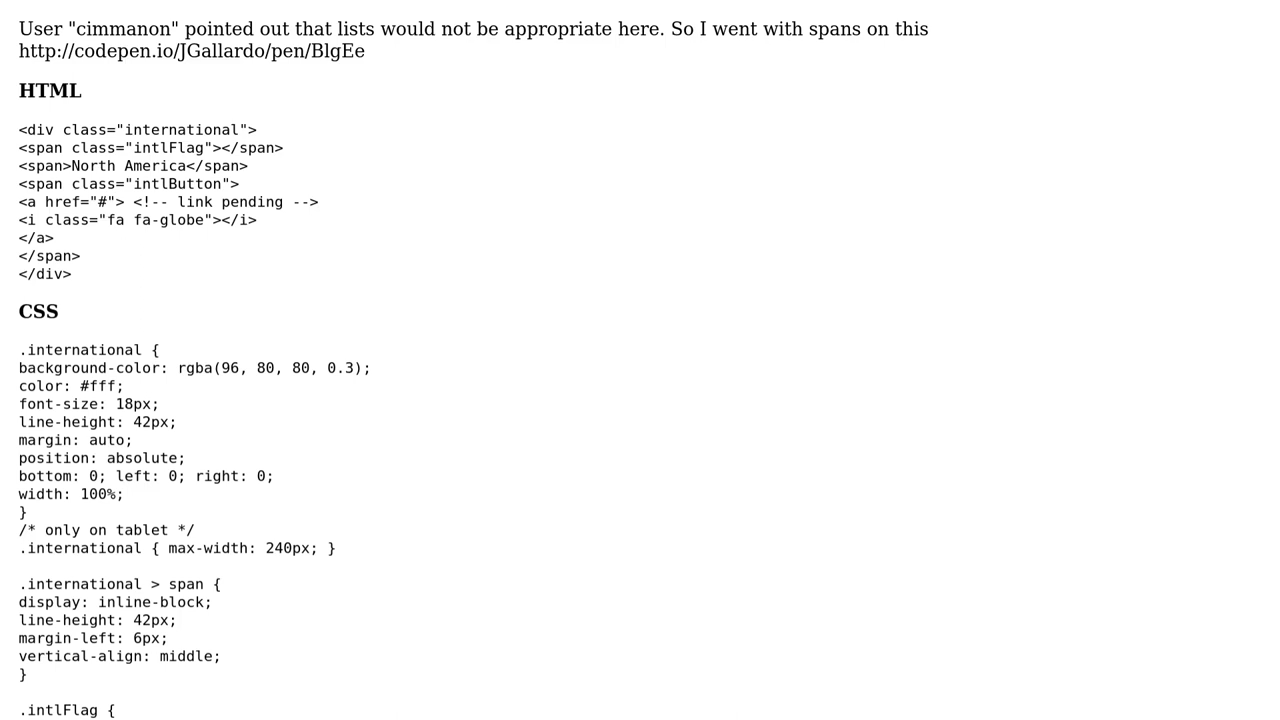 User "cimmanon" pointed out that lists would not be appropriate here. So I went with spans on this
http://codepen.io/JGallardo/pen/BlgEe
HTML
<div class="international">
<span class="intlFlag"></span>
<span>North America</span>
<span class="intlButton">
<a href="#"> <!-- link pending -->
<i class="fa fa-globe"></i>
</a>
</span>
</div>
CSS
.international {
background-color: rgba(96, 80, 80, 0.3);
color: #fff;
font-size: 18px;
line-height: 42px;
margin: auto;
position: absolute;
bottom: 0; left: 0; right: 0;
width: 100%;
}
/* only on tablet */
.international { max-width: 240px; }
.international > span {
display: inline-block;
line-height: 42px;
margin-left: 6px;
vertical-align: middle;
}
.intlFlag {